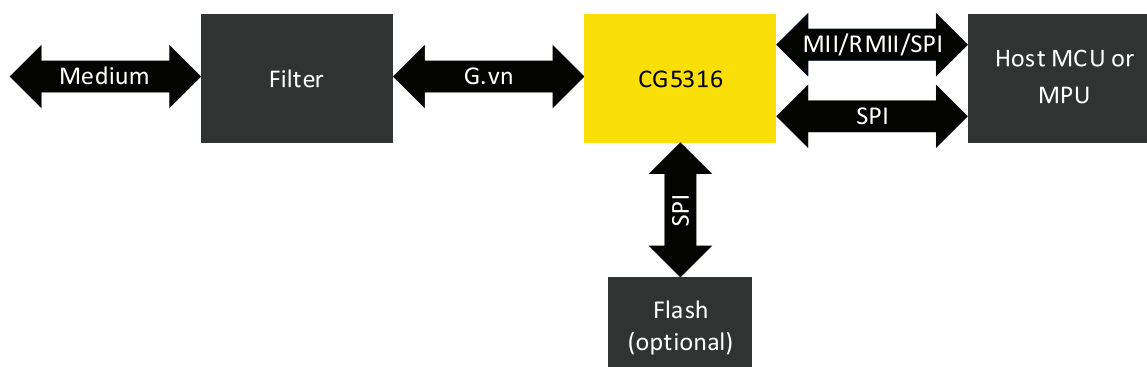 Medium
Filter
G.vn
CG5316
MII/RMII/SPI
SPI
Host MCU or
MPU
SPI
Flash
(optional)